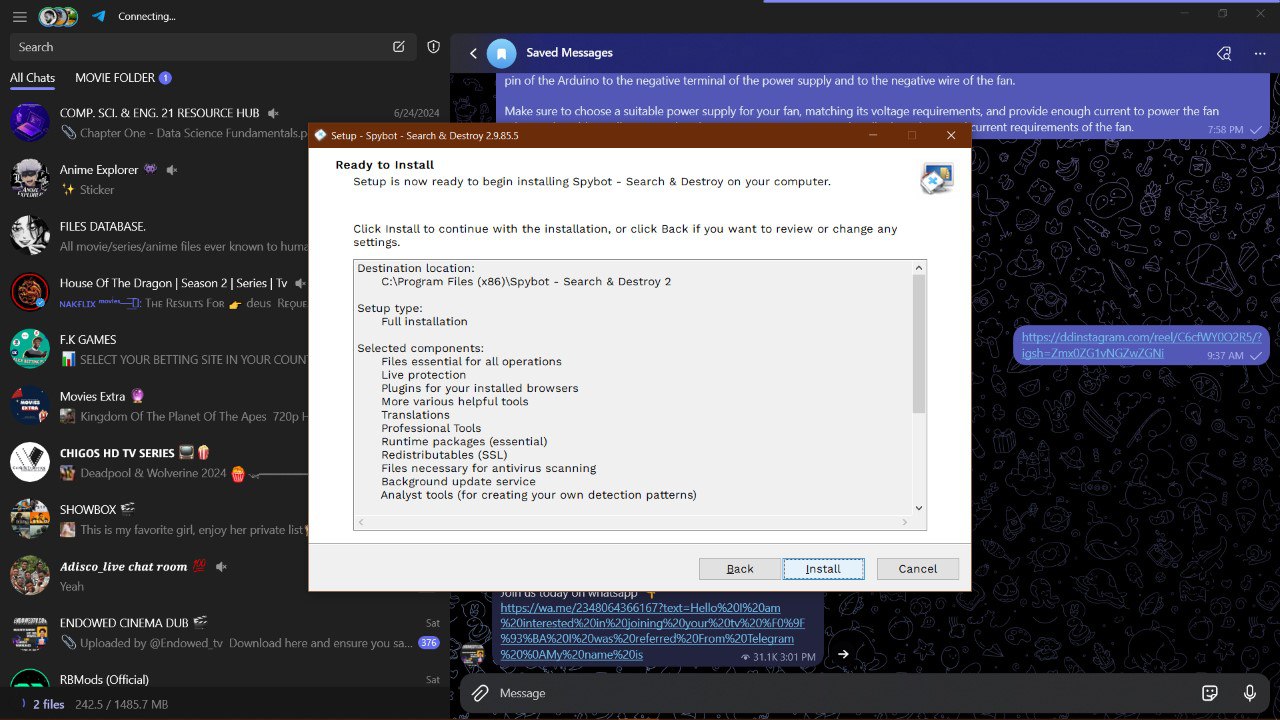 Connecting...
Search
All Chats
MOVIE FOLDER 1
COMP. SCI. & ENG. 21 RESOURCE HUB
6/24/2024
Chapter One - Data Science Fundamentals.p
Anime Explorer
Sticker
FILES DATABASE.
All movie/series/anime files ever known to huma
House Of The Dragon | Season 2 | Series | Tv
NAKFLIX movies THE RESULTS FOR 👉 deus REQUE
F.K GAMES
SELECT YOUR BETTING SITE IN YOUR COUN
Movies Extra
Kingdom Of The Planet Of The Apes 720p H
CHIGOS HD TV SERIES
Deadpool & Wolverine 2024
SHOWBOX
This is my favorite girl, enjoy her private list
Adisco_live chat room 💯
Yeah
ENDOWED CINEMA DUB
Sat
Uploaded by @Endowed_tv Download here and ensure you sa...
376
RBMods (Official)
Sat
2 files 242.5 / 1485.7 MB
Saved Messages
pin of the Arduino to the negative terminal of the power supply and to the negative wire of the fan.
Make sure to choose a suitable power supply for your fan, matching its voltage requirements, and provide enough current to power the fan
current requirements of the fan.
7:58 PM
Setup - Spybot - Search & Destroy 2.9.85.5
Ready to Install
Setup is now ready to begin installing Spybot - Search & Destroy on your computer.
Click Install to continue with the installation, or click Back if you want to review or change any
settings.
Destination location:
C:\Program Files (x86)\Spybot - Search & Destroy 2
Setup type:
Full installation
Selected components:
Files essential for all operations
Live protection
Plugins for your installed browsers
More various helpful tools
Translations
Professional Tools
Runtime packages (essential)
Redistributables (SSL)
Files necessary for antivirus scanning
Background update service
Analyst tools (for creating your own detection patterns)
Back
Install
Cancel
https://ddinstagram.com/reel/C6cfWY0O2R5/?
igsh=Zmx0ZG1vNGZwZGNi
9:37 AM
Join us today on whatsapp
https://wa.me/2348064366167?text=Hello%20I%20am
%20interested%20in%20joining%20your%20tv%20%F0%9F
%93%BA%20I%20was%20referred%20From%20Telegram
%20%0AMy%20name%20is
31.1K 3:01 PM
Message